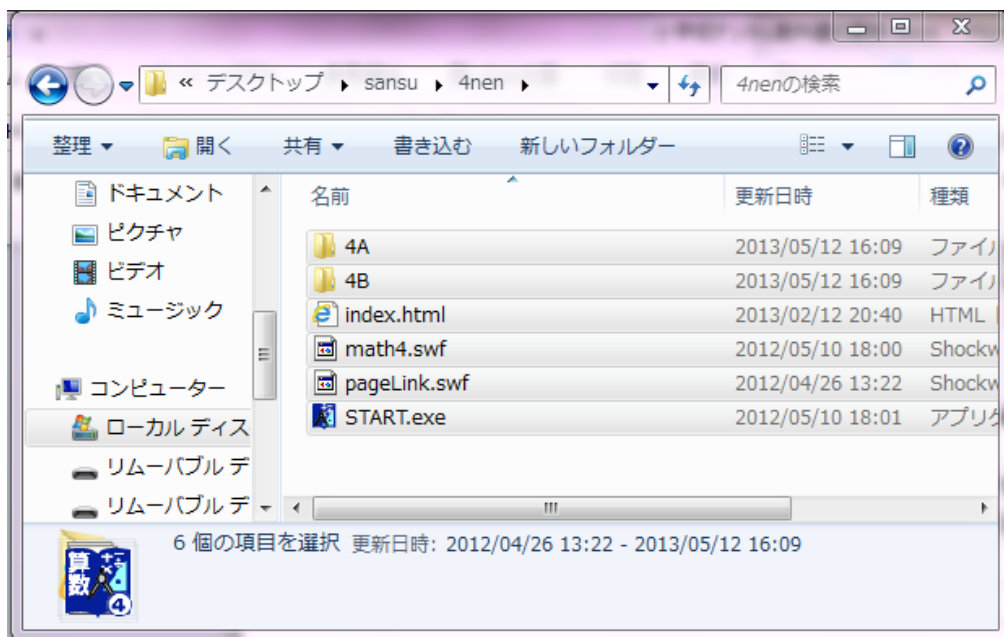 « デスクトップ ▸ sansu ▸ 4nen ▸ 4nenの検索
整理 ▼ 開く 共有 ▼ 書き込む 新しいフォルダー
ドキュメント
ピクチャ
ビデオ
ミュージック
コンピューター
ローカル ディス
リムーバブル デ
リムーバブル デ
名前 更新日時 種類
4A 2013/05/12 16:09 ファイル
4B 2013/05/12 16:09 ファイル
index.html 2013/02/12 20:40 HTML
math4.swf 2012/05/10 18:00 Shockw
pageLink.swf 2012/04/26 13:22 Shockw
START.exe 2012/05/10 18:01 アプリケ
6 個の項目を選択 更新日時: 2012/04/26 13:22 - 2013/05/12 16:09
算数
4